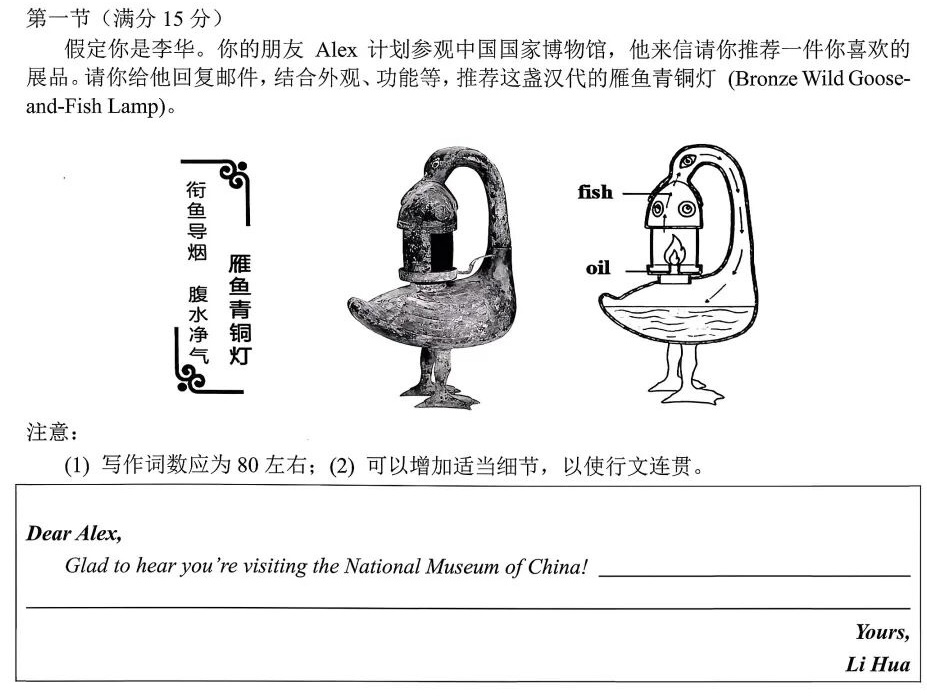 第一节（满分 15 分）
假定你是李华。你的朋友 Alex 计划参观中国国家博物馆，他来信请你推荐一件你喜欢的
展品。请你给他回复邮件，结合外观、功能等，推荐这盏汉代的雁鱼青铜灯 (Bronze Wild Goose-
and-Fish Lamp)。
雁鱼青铜灯
衔鱼导烟 腹水净气
fish
oil
注意：
(1) 写作词数应为 80 左右；(2) 可以增加适当细节，以使行文连贯。
Dear Alex,
Glad to hear you’re visiting the National Museum of China!
Yours,
Li Hua